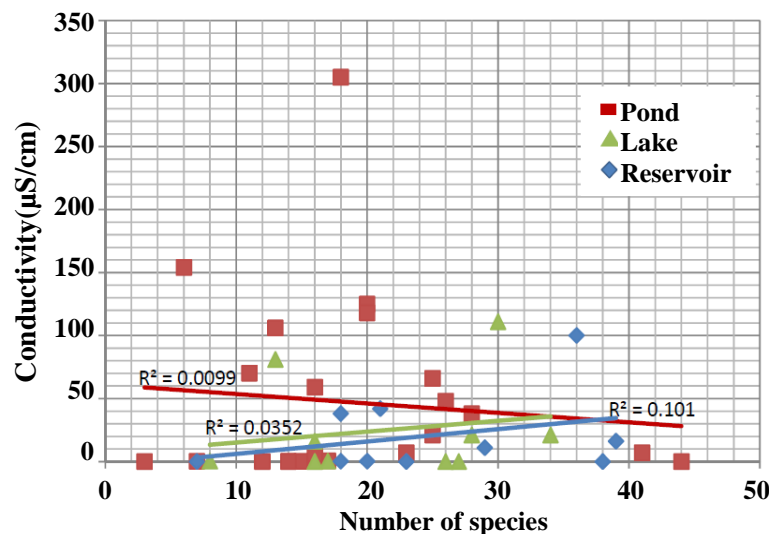 350
300
250
200
150
100
50
0
Conductivity(µS/cm)
Pond
Lake
Reservoir
R² = 0.0099
R² = 0.0352
R² = 0.101
0 10 20 30 40 50
Number of species